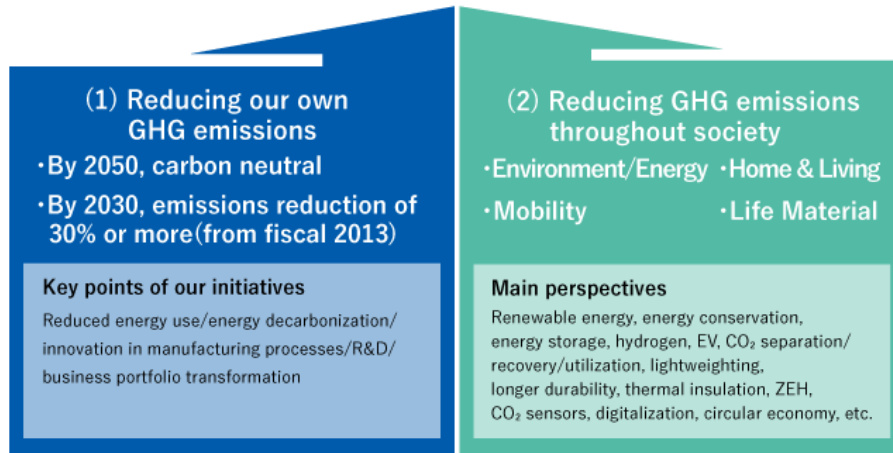 (1) Reducing our own
GHG emissions
・By 2050, carbon neutral
・By 2030, emissions reduction of
30% or more(from fiscal 2013)
Key points of our initiatives
Reduced energy use/energy decarbonization/
innovation in manufacturing processes/R&D/
business portfolio transformation
(2) Reducing GHG emissions
throughout society
・Environment/Energy ・Home & Living
・Mobility ・Life Material
Main perspectives
Renewable energy, energy conservation,
energy storage, hydrogen, EV, CO₂ separation/
recovery/utilization, lightweighting,
longer durability, thermal insulation, ZEH,
CO₂ sensors, digitalization, circular economy, etc.